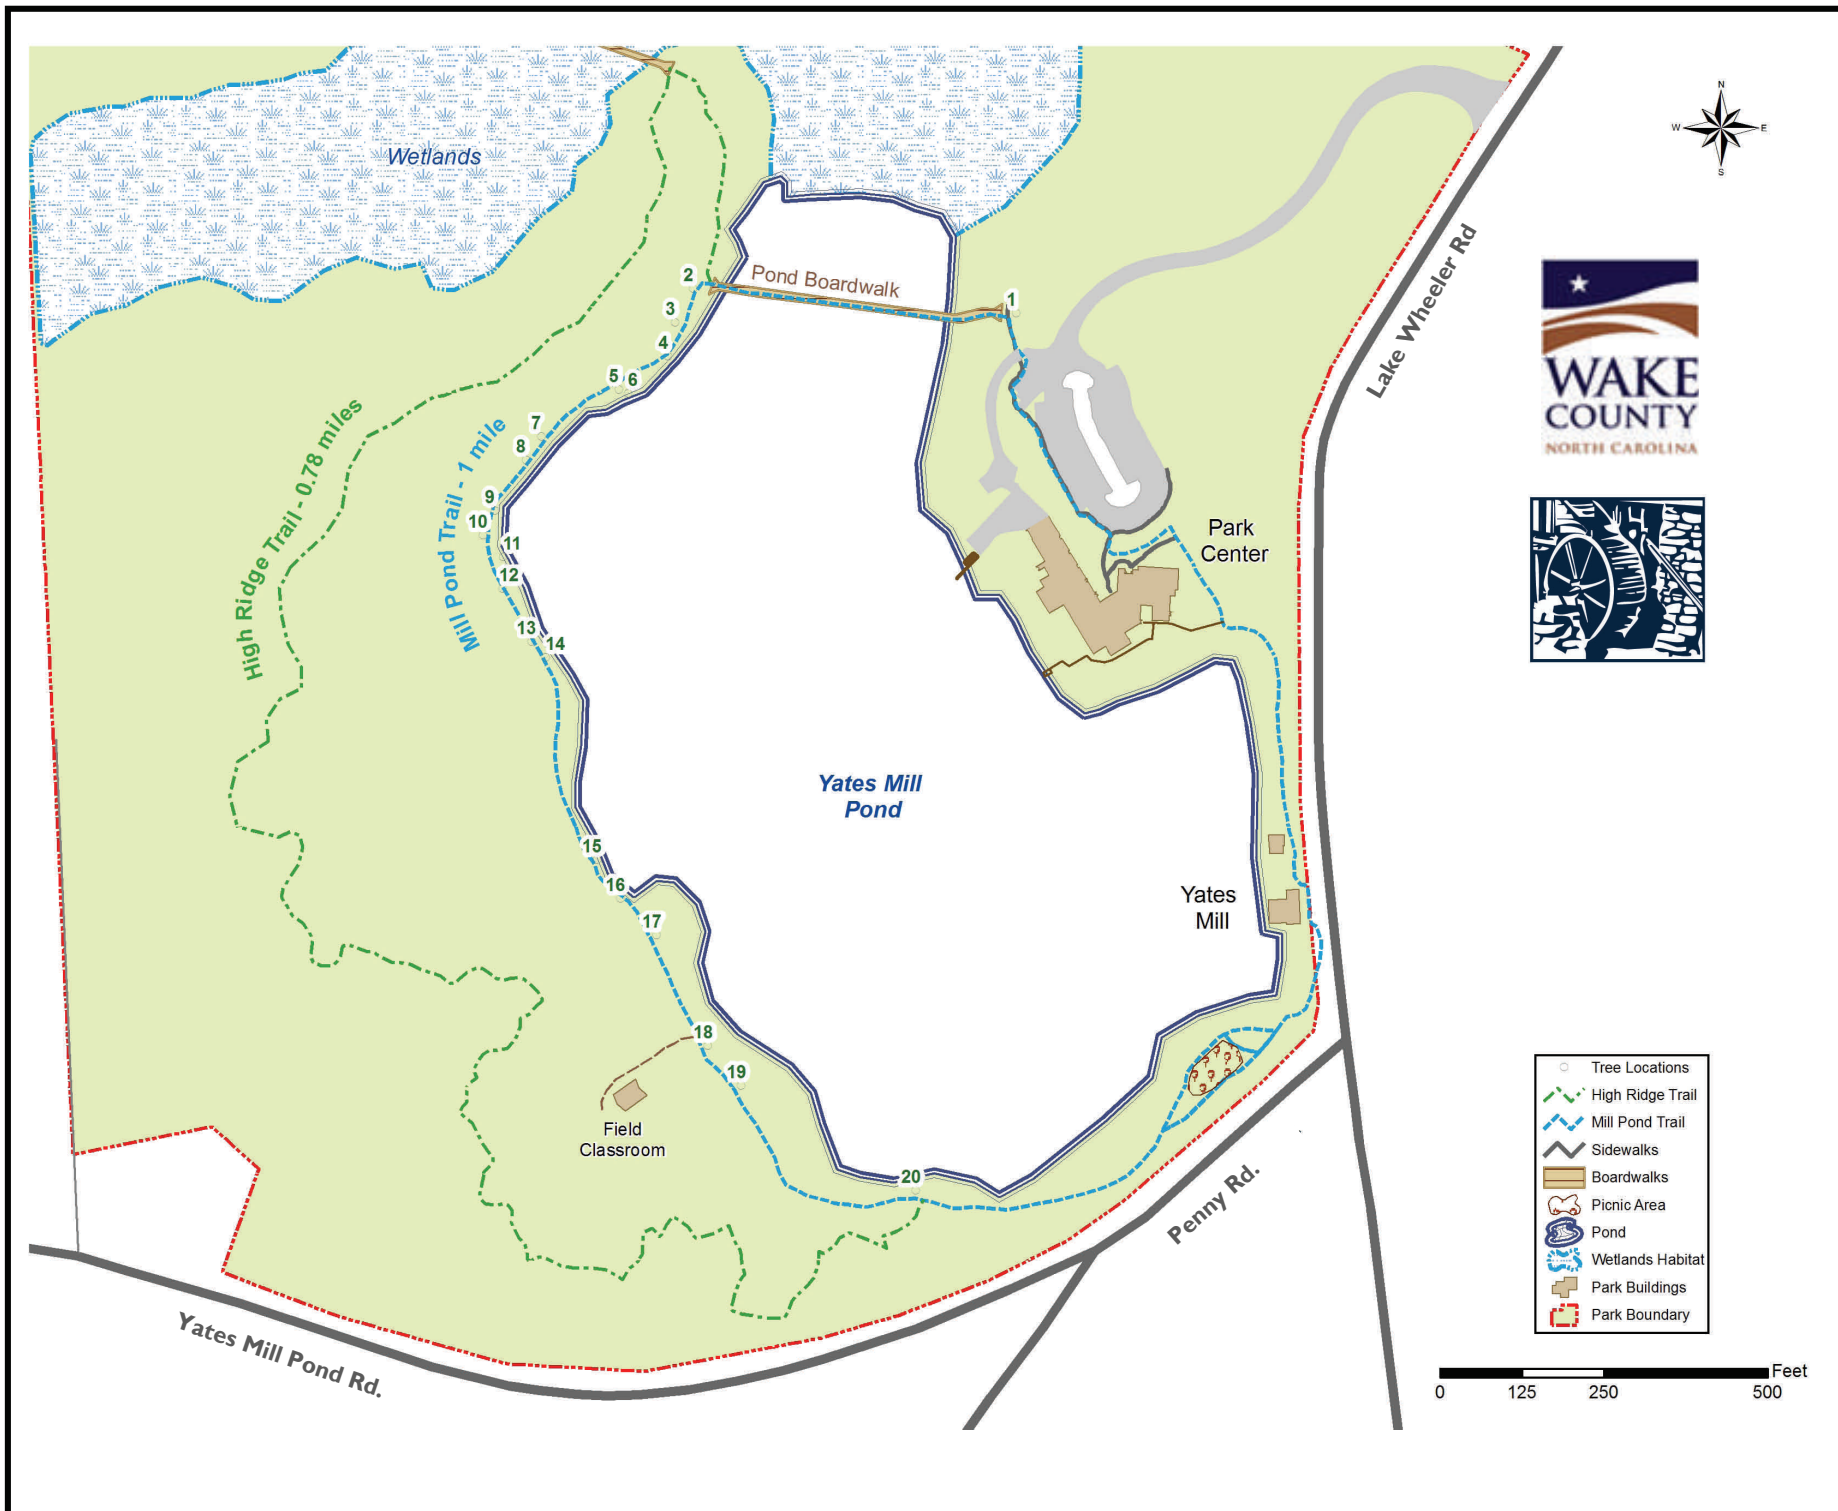 N
W
E
S
Wetlands
Lake Wheeler Rd
WAKE
COUNTY
NORTH CAROLINA
Pond Boardwalk
1
2
3
4
5
6
7
8
9
10
11
12
13
14
15
16
17
18
19
20
High Ridge Trail - 0.78 miles
Mill Pond Trail - 1 mile
Park
Center
Yates Mill
Pond
Yates
Mill
Field
Classroom
Penny Rd.
Yates Mill Pond Rd.
Tree Locations
High Ridge Trail
Mill Pond Trail
Sidewalks
Boardwalks
Picnic Area
Pond
Wetlands Habitat
Park Buildings
Park Boundary
Feet
0 125 250 500